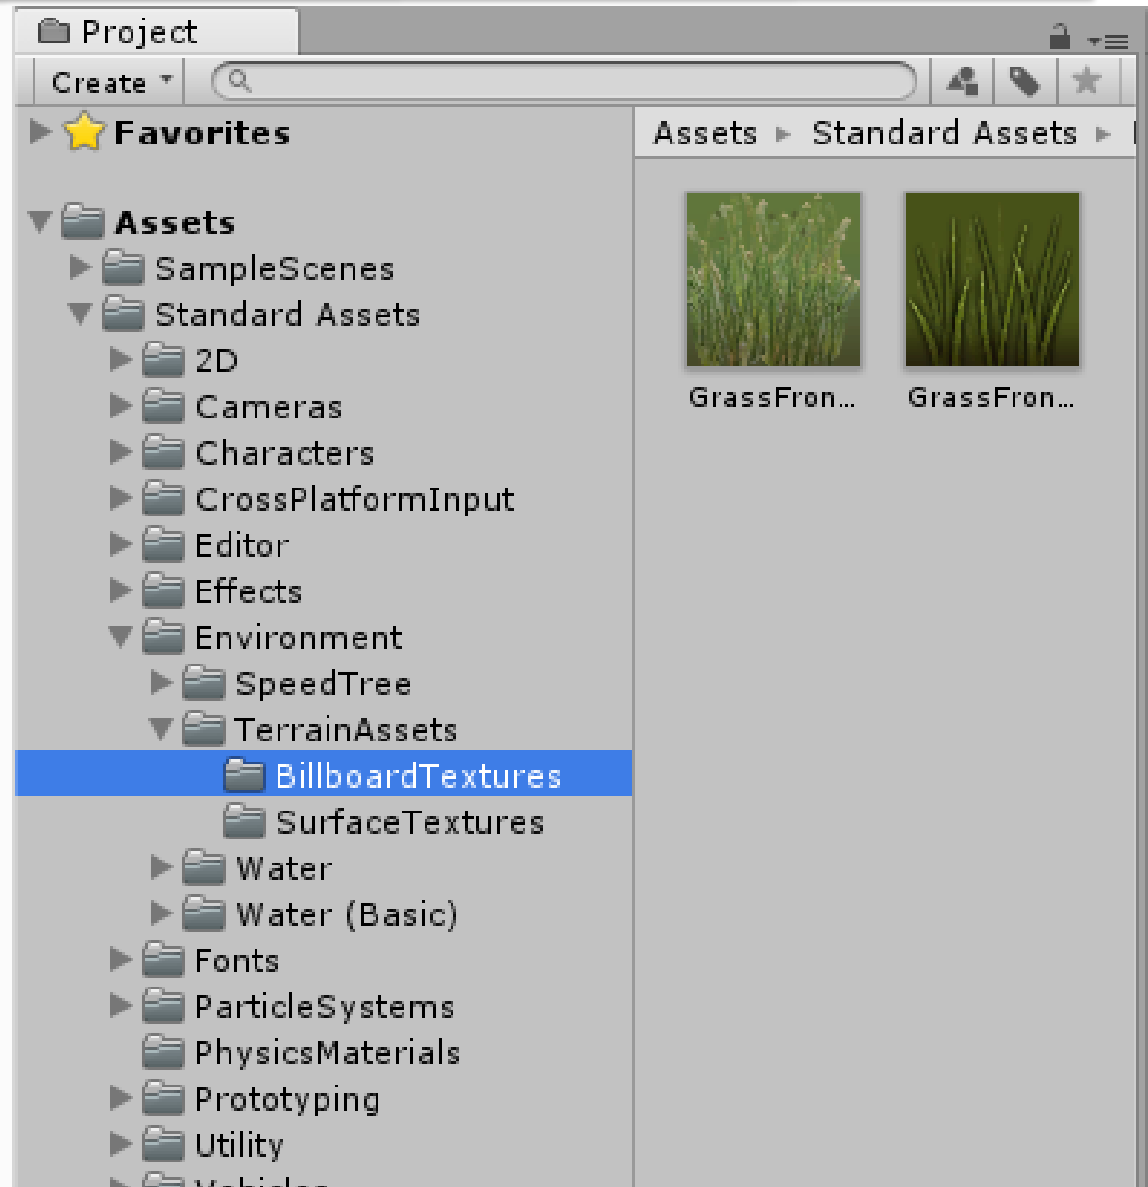 Project
Create
Favorites
Assets
SampleScenes
Standard Assets
2D
Cameras
Characters
CrossPlatformInput
Editor
Effects
Environment
SpeedTree
TerrainAssets
BillboardTextures
SurfaceTextures
Water
Water (Basic)
Fonts
ParticleSystems
PhysicsMaterials
Prototyping
Utility
Assets Standard Assets
GrassFron... GrassFron...